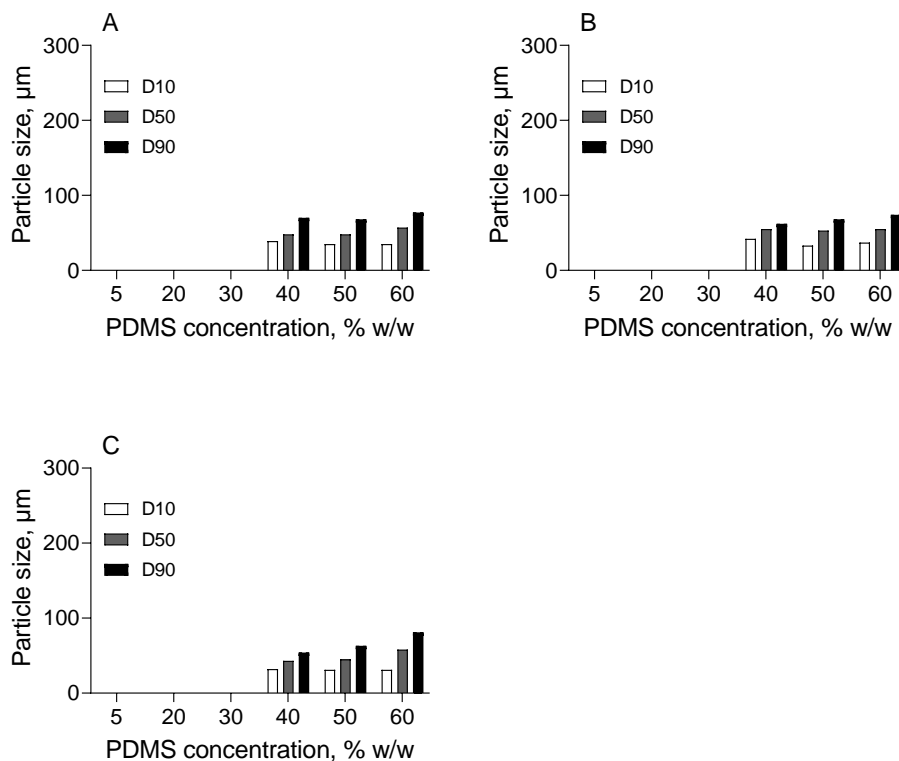 A
300
200
100
0
Particle size, µm
D10
D50
D90
5 20 30 40 50 60
PDMS concentration, % w/w
B
300
200
100
0
Particle size, µm
D10
D50
D90
5 20 30 40 50 60
PDMS concentration, % w/w
C
300
200
100
0
Particle size, µm
D10
D50
D90
5 20 30 40 50 60
PDMS concentration, % w/w